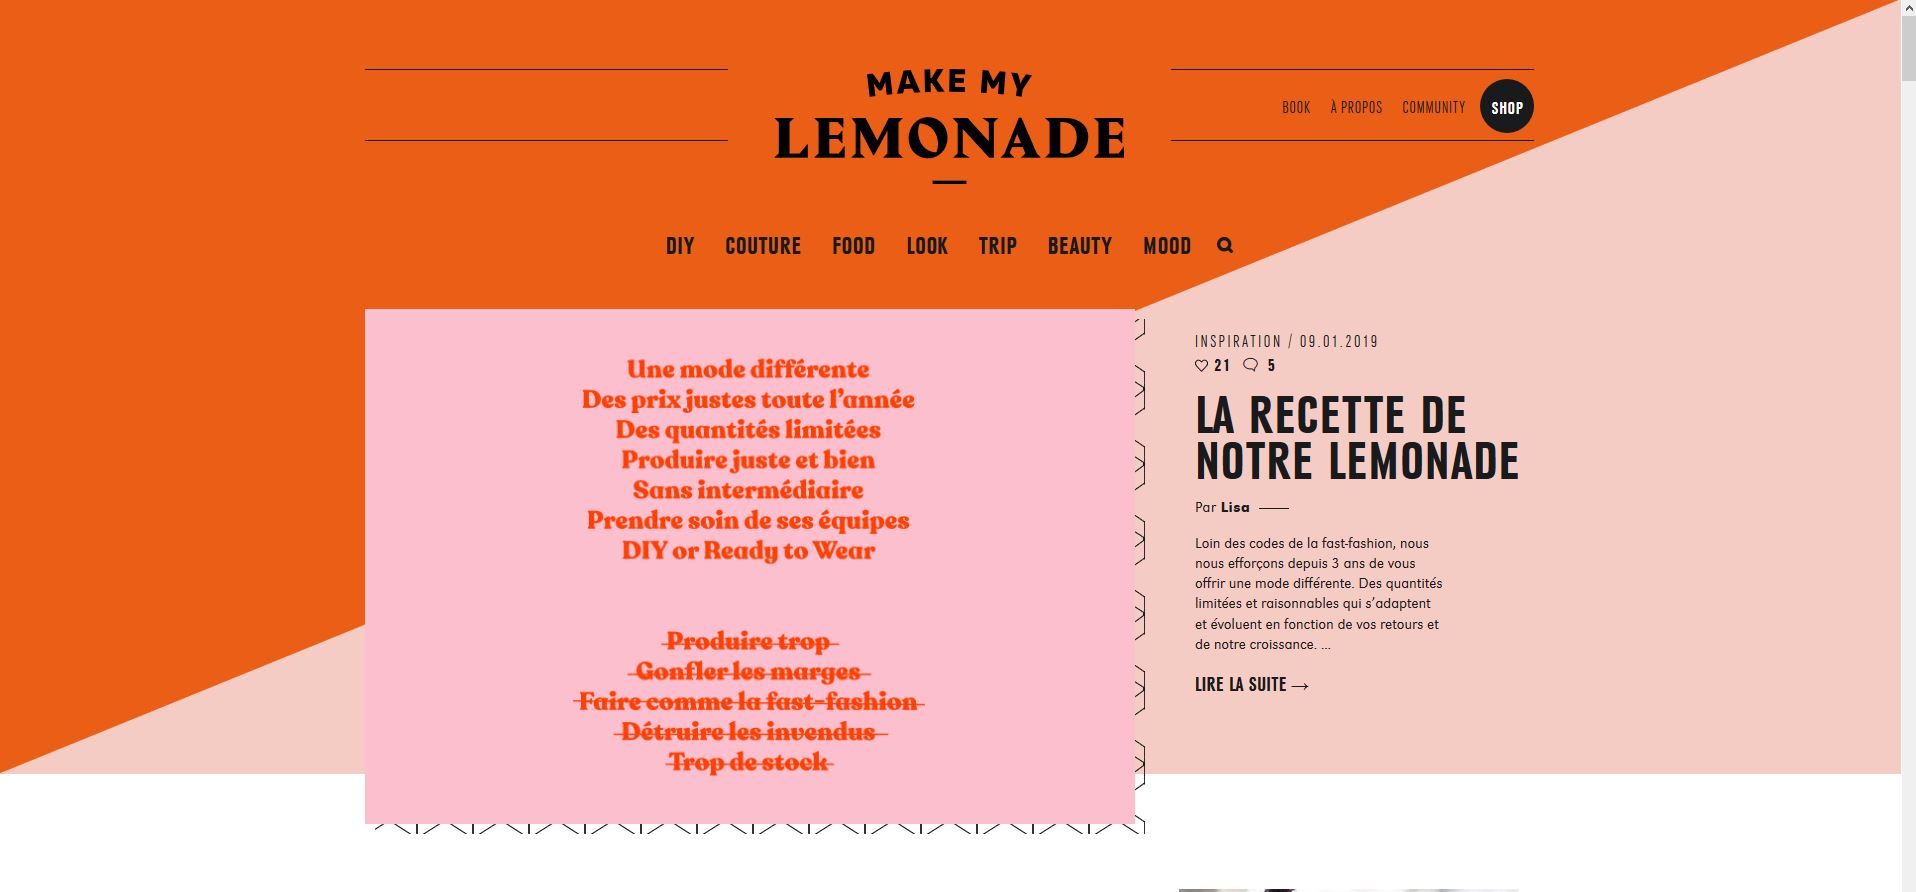 MAKE MY
LEMONADE
BOOK À PROPOS COMMUNITY SHOP
DIY COUTURE FOOD LOOK TRIP BEAUTY MOOD
Une mode différente
Des prix justes toute l'année
Des quantités limitées
Produire juste et bien
Sans intermédiaire
Prendre soin de ses équipes
DIY or Ready to Wear
Produire trop
Gonfler les marges
Faire comme la fast-fashion
Détruire les invendus
Trop de stock
INSPIRATION / 09.01.2019
21 5
LA RECETTE DE
NOTRE LEMONADE
Par Lisa
Loin des codes de la fast-fashion, nous
nous efforçons depuis 3 ans de vous
offrir une mode différente. Des quantités
limitées et raisonnables qui s'adaptent
et évoluent en fonction de vos retours et
de notre croissance. ...
LIRE LA SUITE →